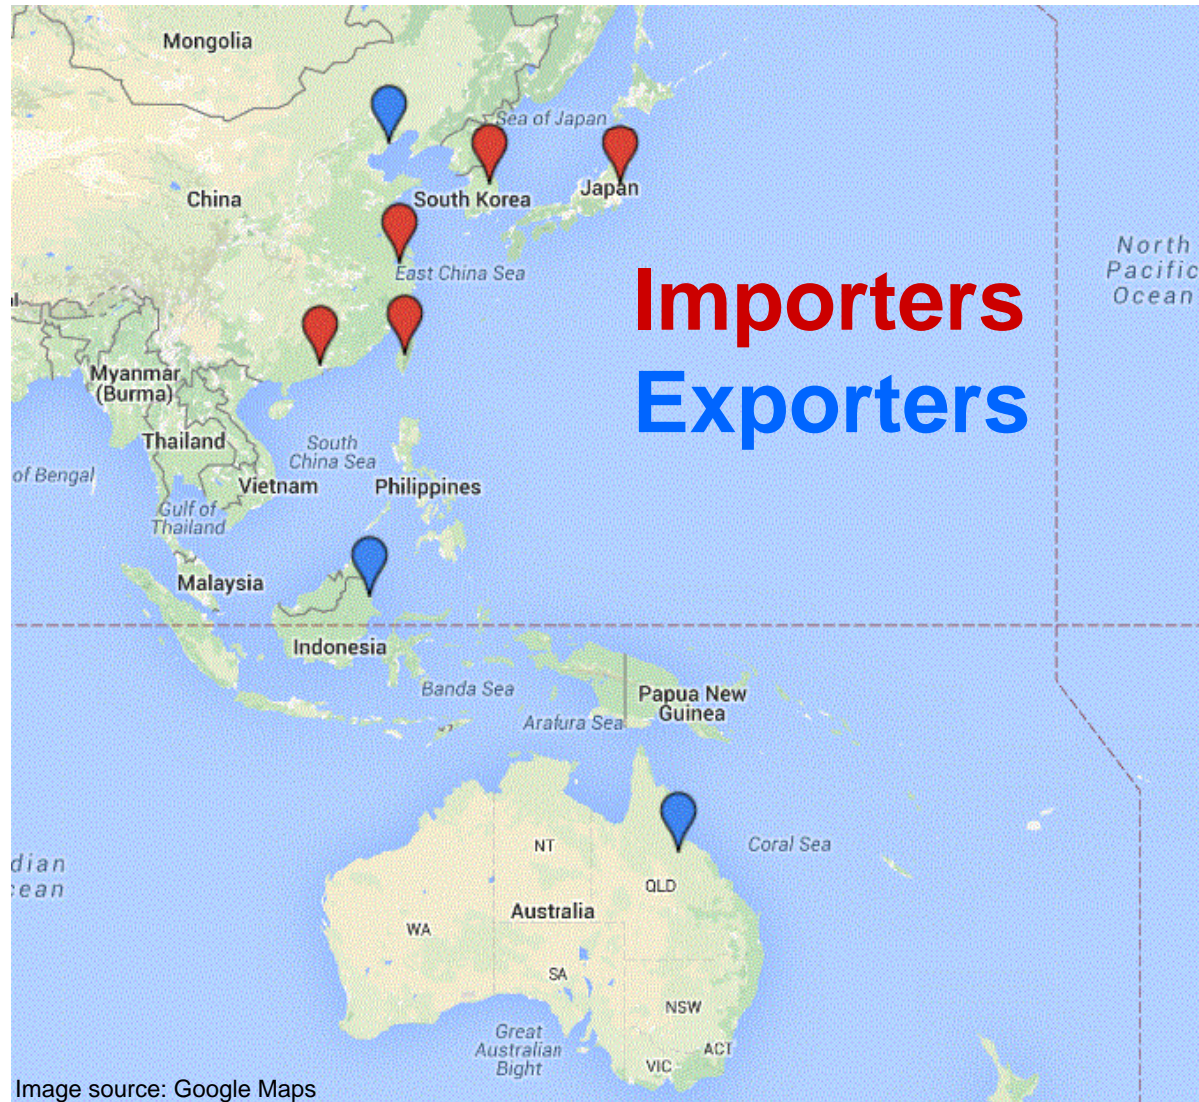 Mongolia
Sea of Japan
China
South Korea
Japan
East China Sea
North
Pacific
Ocean
Importers
Exporters
Myanmar
(Burma)
Thailand
South
China Sea
of Bengal
Vietnam
Philippines
Gulf of
Thailand
Malaysia
Indonesia
Banda Sea
Papua New
Guinea
Arafura Sea
NT
Coral Sea
dian
cean
QLD
Australia
WA
SA
NSW
Great
Australian
Bight
ACT
VIC
Image source: Google Maps